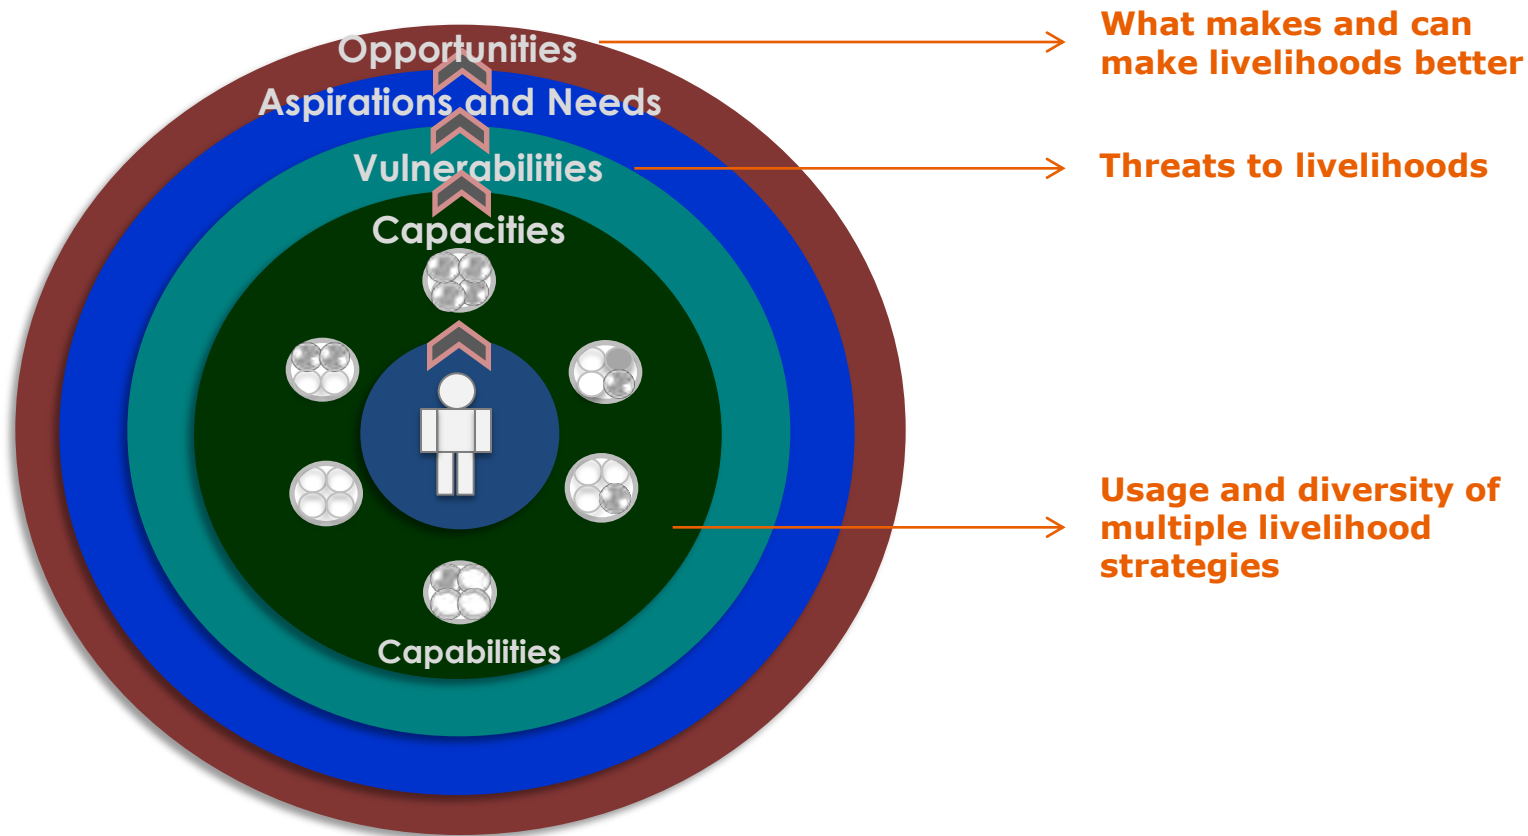 Opportunities
Aspirations and Needs
Vulnerabilities
Capacities
Capabilities
What makes and can
make livelihoods better
Threats to livelihoods
Usage and diversity of
multiple livelihood
strategies